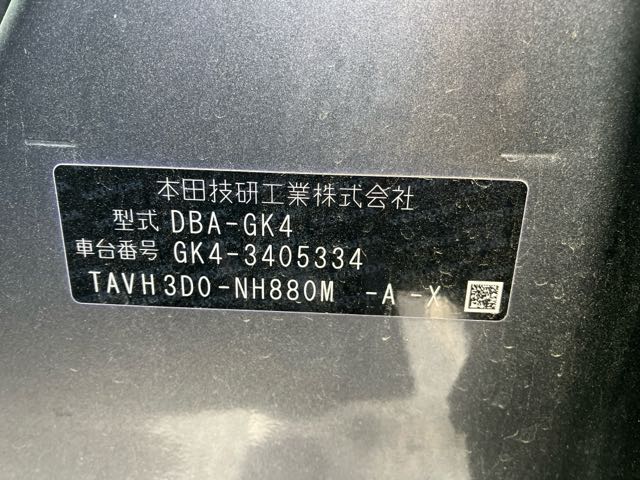 本田技研工業株式会社
型式 DBA-GK4
車台番号 GK4-3405334
TAVH3D0-NH880M -A -X